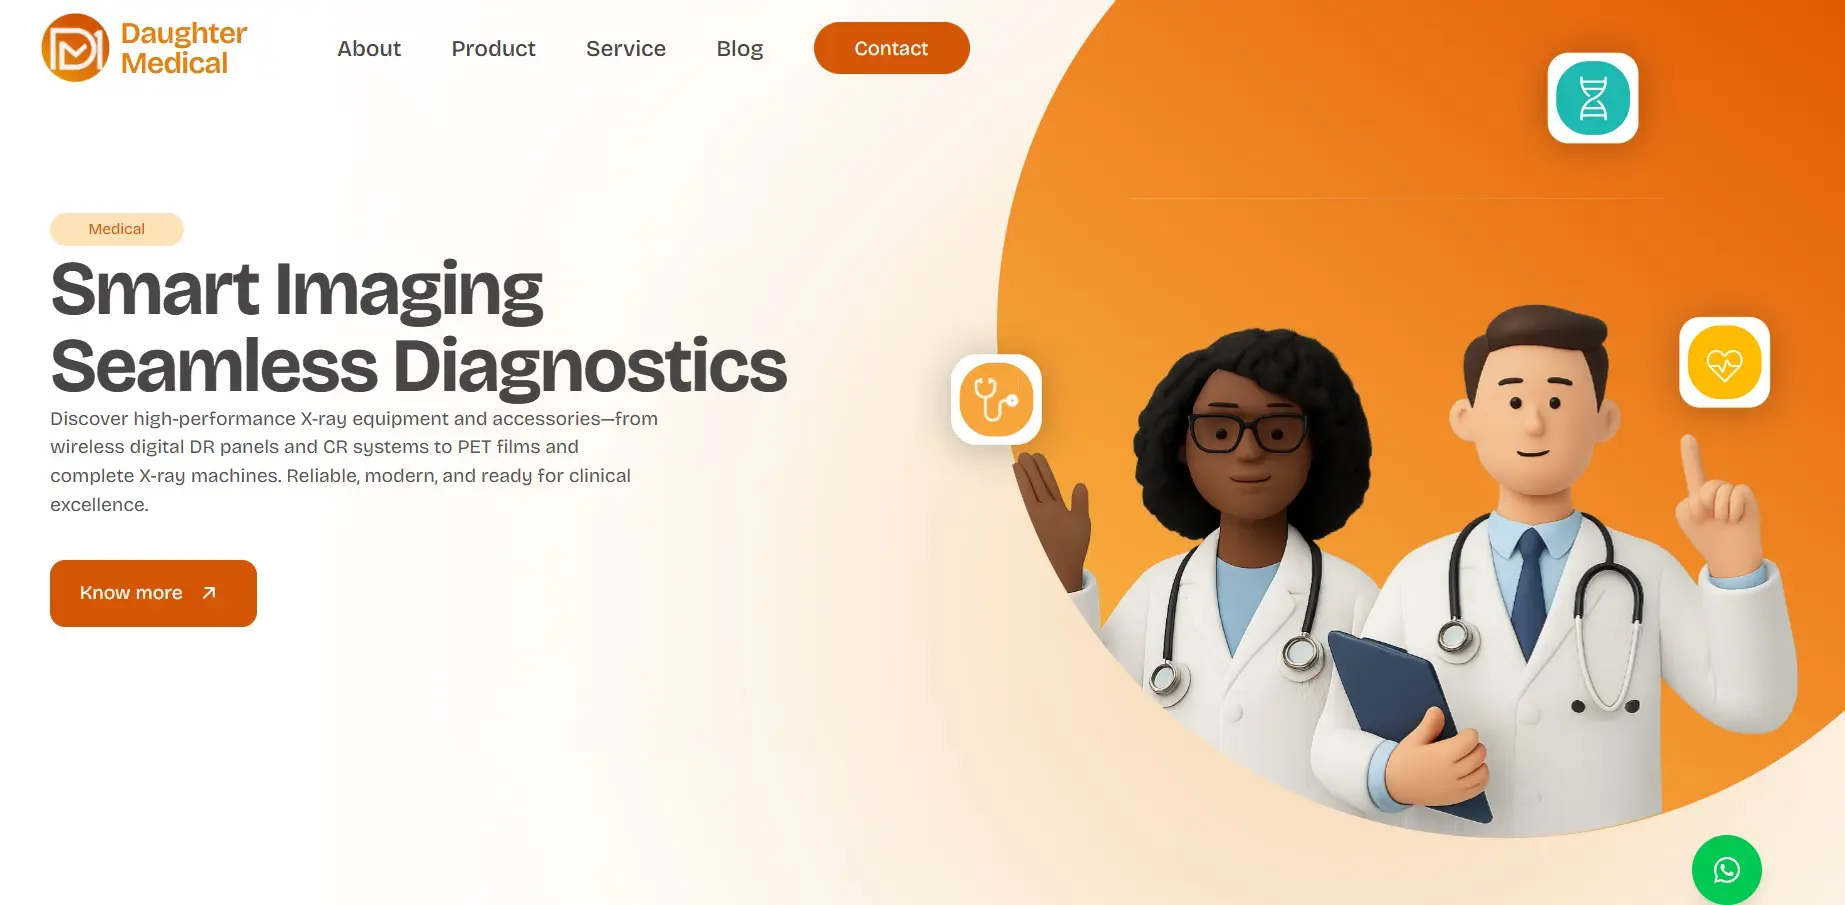 Daughter
Medical
About
Product
Service
Blog
Contact
Medical
Smart Imaging
Seamless Diagnostics
Discover high-performance X-ray equipment and accessories—from
wireless digital DR panels and CR systems to PET films and
complete X-ray machines. Reliable, modern, and ready for clinical
excellence.
Know more